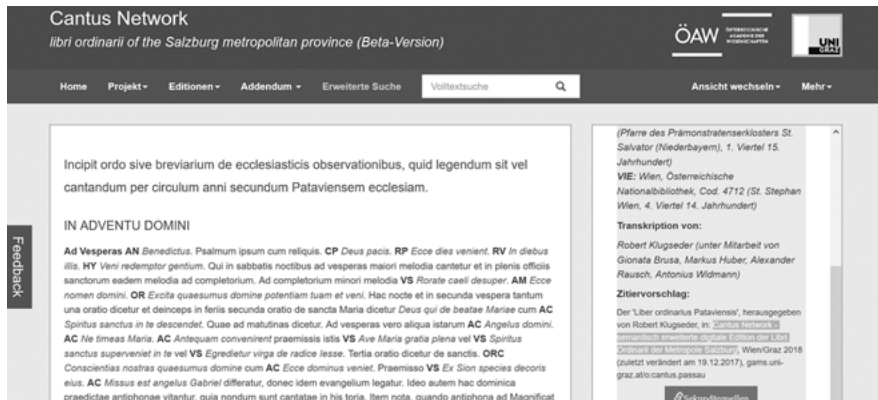 Cantus Network
libri ordinarii of the Salzburg metropolitan province (Beta-Version)
ÖAW ÖSTERREICHISCHE
AKADEMIE DER
WISSENSCHAFTEN
UNI
GRAZ
Home Projekt Editionen Addendum Erweiterte Suche Volltextsuche Ansicht wechseln Mehr
Feedback
Incipit ordo sive breviarium de ecclesiasticis observationibus, quid legendum sit vel
cantandum per circulum anni secundum Pataviensem ecclesiam.
IN ADVENTU DOMINI
Ad Vesperas AN Benedictus. Psalmum ipsum cum reliquis. CP Deus pacis. RP Ecce dies venient. RV In diebus
illis. HY Veni redemptor gentium. Qui in sabbatis noctibus ad vesperas maiori melodia cantetur et in plenis officiis
sanctorum eadem melodia ad completorium. Ad completorium minori melodia VS Rorate caeli desuper. AM Ecce
nomen domini. OR Excita quaesumus domine potentiam tuam et veni. Hac nocte et in secunda vespera tantum
una oratio dicetur et deinceps in feriis secunda oratio de sancta Maria dicetur Deus qui de beatae Mariae cum AC
Spiritus sanctus in te descendet. Quae ad matutinas dicetur. Ad vesperas vero aliqua istarum AC Angelus domini.
AC Ne timeas Maria. AC Antequam convenirent praemissis istis VS Ave Maria gratia plena vel VS Spiritus
sanctus superveniet in te vel VS Egredietur virga de radice Iesse. Tertia oratio dicetur de sanctis. ORC
Conscientias nostras quaesumus domine cum AC Ecce dominus veniet. Praemisso VS Ex Sion species decoris
eius. AC Missus est angelus Gabriel differatur, donec idem evangelium legatur. Ideo autem hac dominica
praedictae antiphonae vitantur, quia nondum sunt cantatae in his toria. Item nota, quando antiphona ad Magnificat
(Pfarre des Prämonstratenserklosters St.
Salvator (Niederbayern), 1. Viertel 15.
Jahrhundert)
VIE: Wien, Österreichische
Nationalbibliothek, Cod. 4712 (St. Stephan
Wien, 4. Viertel 14. Jahrhundert)
Transkription von:
Robert Klugseder (unter Mitarbeit von
Gionata Brusa, Markus Huber, Alexander
Rausch, Antonius Widmann)
Zitiervorschlag:
Der 'Liber ordinarius Pataviensis', herausgegeben
von Robert Klugseder, in: Cantus Network -
semantisch erweiterte digitale Edition der Libri
Ordinarii der Metropole Salzburg, Wien/Graz 2018
(zuletzt verändert am 19.12.2017), gams.uni-
graz.at/o:cantus.passau
Sekundärquellen